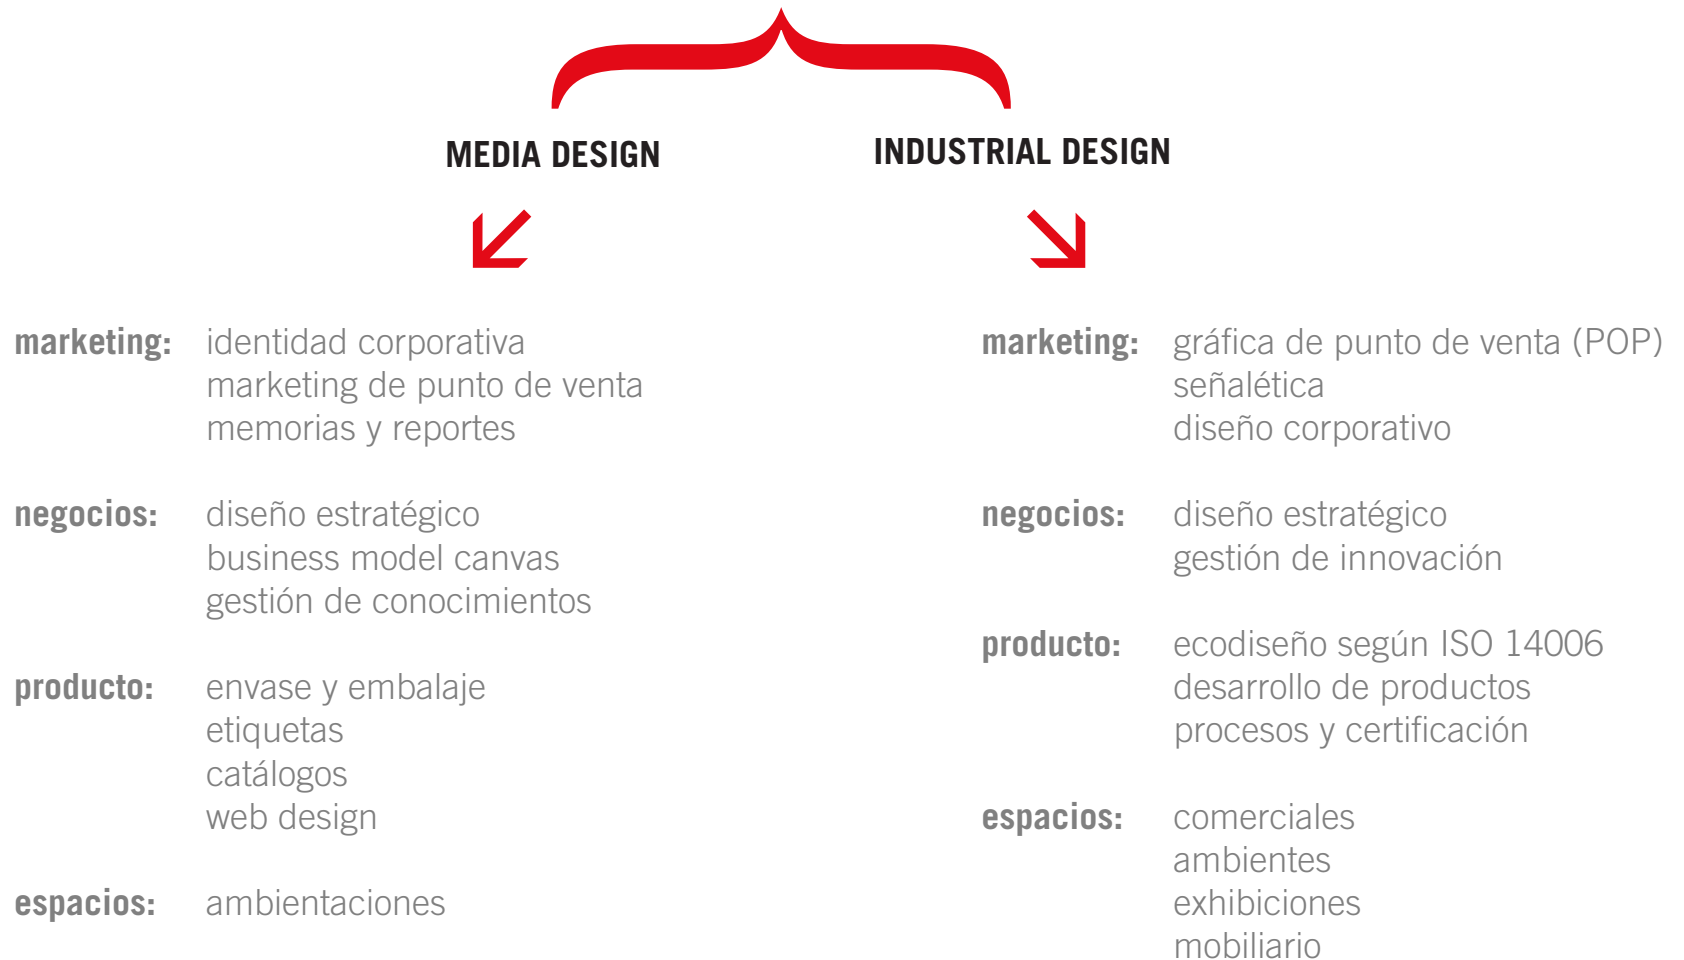 MEDIA DESIGN
marketing: identidad corporativa
marketing de punto de venta
memorias y reportes
negocios: diseño estratégico
business model canvas
gestión de conocimientos
producto: envase y embalaje
etiquetas
catálogos
web design
espacios: ambientaciones
INDUSTRIAL DESIGN
marketing: gráfica de punto de venta (POP)
señalética
diseño corporativo
negocios: diseño estratégico
gestión de innovación
producto: ecodiseño según ISO 14006
desarrollo de productos
procesos y certificación
espacios: comerciales
ambientes
exhibiciones
mobiliario